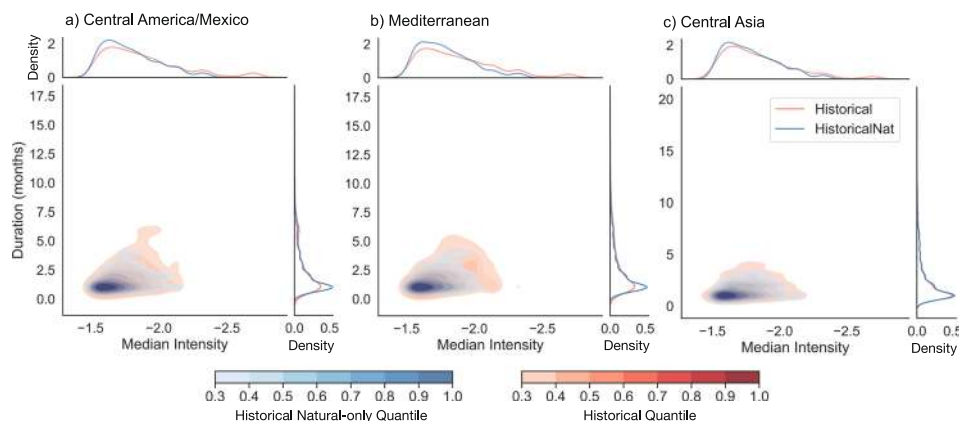 a) Central America/Mexico
b) Mediterranean
c) Central Asia
Density
2
0
2
0
2
0
Duration (months)
17.5
15.0
12.5
10.0
7.5
5.0
2.5
0.0
17.5
15.0
12.5
10.0
7.5
5.0
2.5
0.0
20
15
10
5
0
Historical
HistoricalNat
−1.5 −2.0 −2.5
0.0 0.5
−1.5 −2.0 −2.5
0.0 0.5
−1.5 −2.0 −2.5
0.0 0.5
Median Intensity
Density
Median Intensity
Density
Median Intensity
Density
0.3 0.4 0.5 0.6 0.7 0.8 0.9 1.0
Historical Natural-only Quantile
0.3 0.4 0.5 0.6 0.7 0.8 0.9 1.0
Historical Quantile